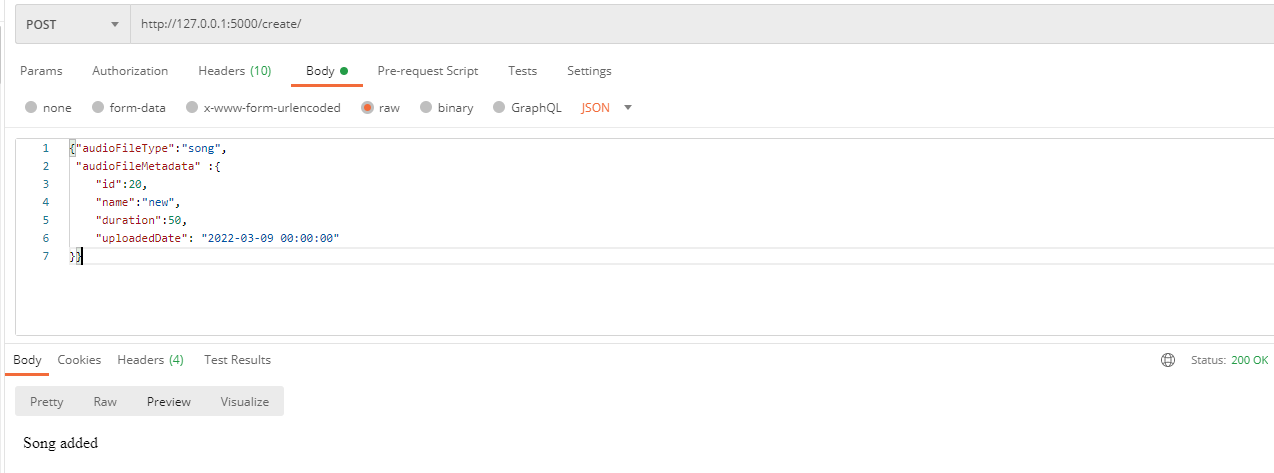 POST http://127.0.0.1:5000/create/
Params Authorization Headers (10) Body Pre-request Script Tests Settings
none form-data x-www-form-urlencoded raw binary GraphQL JSON
1 {"audioFileType":"song",
2 "audioFileMetadata" :{
3 "id":20,
4 "name":"new",
5 "duration":50,
6 "uploadedDate": "2022-03-09 00:00:00"
7 }}
Body Cookies Headers (4) Test Results Status: 200 OK
Pretty Raw Preview Visualize
Song added